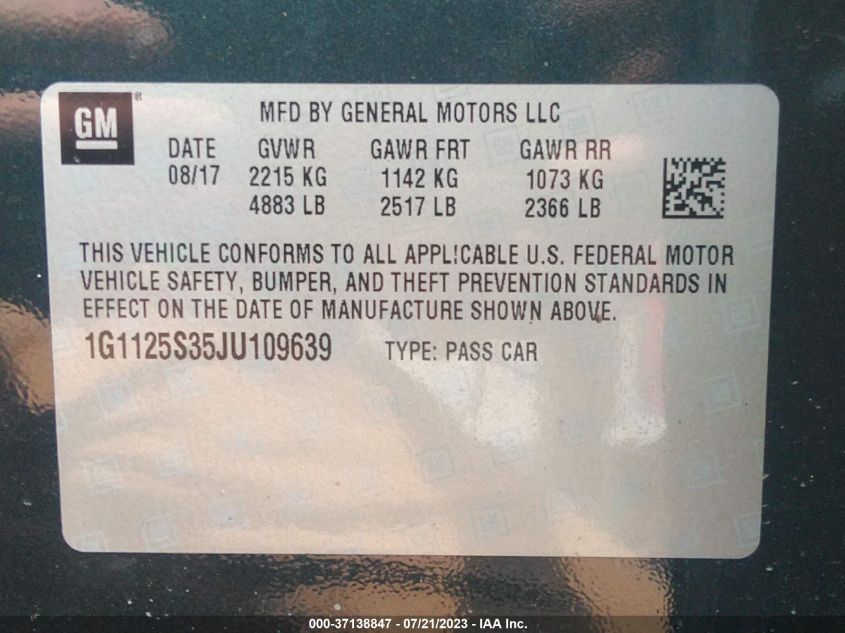 GM ®
MFD BY GENERAL MOTORS LLC
DATE GVWR GAWR FRT GAWR RR
08/17 2215 KG 1142 KG 1073 KG
4883 LB 2517 LB 2366 LB
THIS VEHICLE CONFORMS TO ALL APPLICABLE U.S. FEDERAL MOTOR
VEHICLE SAFETY, BUMPER, AND THEFT PREVENTION STANDARDS IN
EFFECT ON THE DATE OF MANUFACTURE SHOWN ABOVE.
1G1125S35JU109639 TYPE: PASS CAR
000-37138847 - 07/21/2023 - IAA Inc.